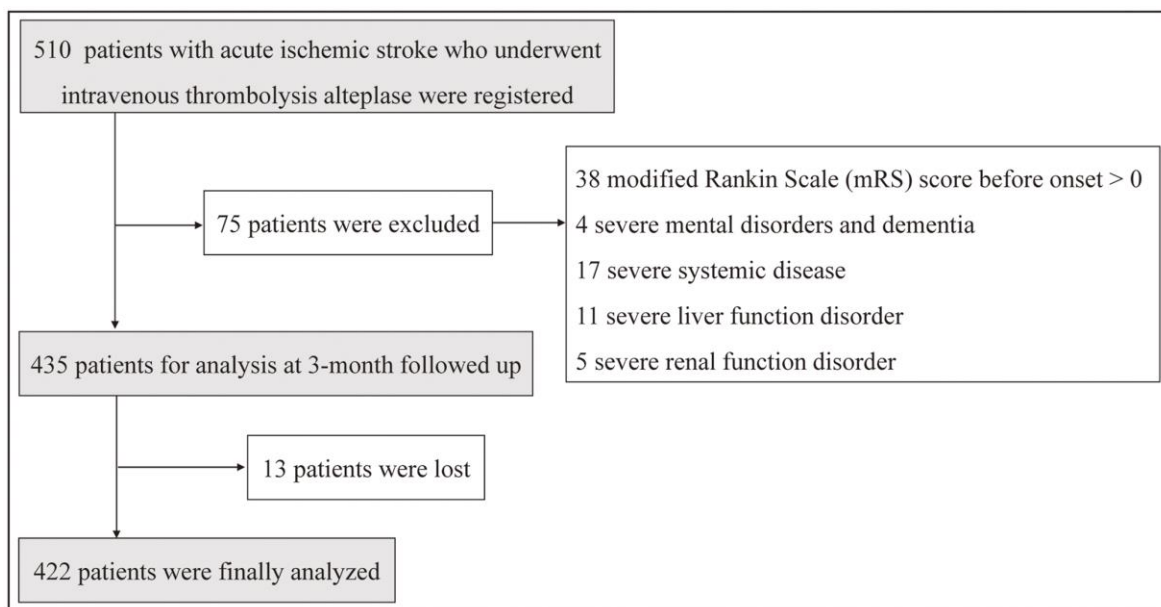 510 patients with acute ischemic stroke who underwent
intravenous thrombolysis alteplase were registered
75 patients were excluded
38 modified Rankin Scale (mRS) score before onset > 0
4 severe mental disorders and dementia
17 severe systemic disease
11 severe liver function disorder
5 severe renal function disorder
435 patients for analysis at 3-month followed up
13 patients were lost
422 patients were finally analyzed